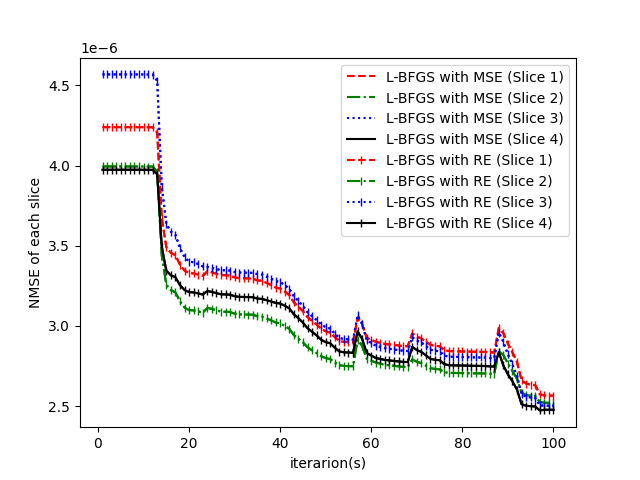 1e−6
L-BFGS with MSE (Slice 1)
L-BFGS with MSE (Slice 2)
L-BFGS with MSE (Slice 3)
L-BFGS with MSE (Slice 4)
L-BFGS with RE (Slice 1)
L-BFGS with RE (Slice 2)
L-BFGS with RE (Slice 3)
L-BFGS with RE (Slice 4)
NMSE of each slice
4.5
4.0
3.5
3.0
2.5
0
20
40
60
80
100
iterarion(s)